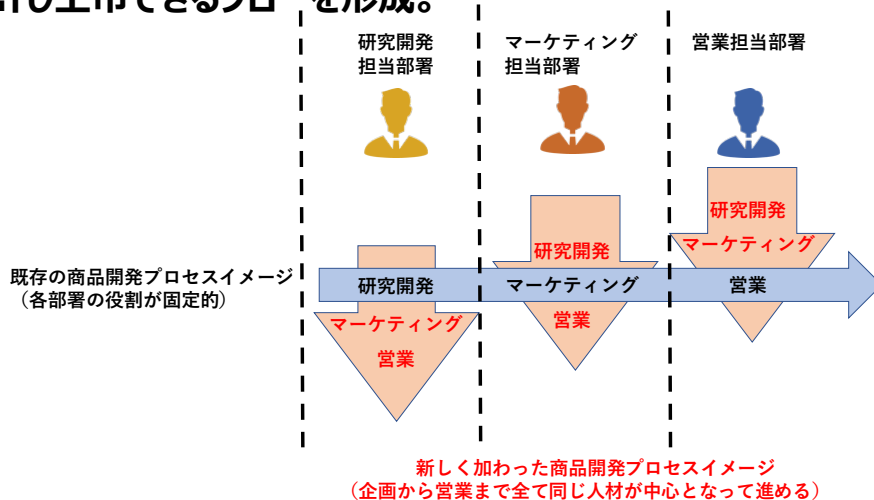 を形成。
研究開発
担当部署
マーケティング
担当部署
営業担当部署
研究開発
マーケティング
研究開発
既存の商品開発プロセスイメージ
（各部署の役割が固定的）
研究開発
マーケティング
営業
マーケティング
営業
営業
新しく加わった商品開発プロセスイメージ
（企画から営業まで全て同じ人材が中心となって進める）